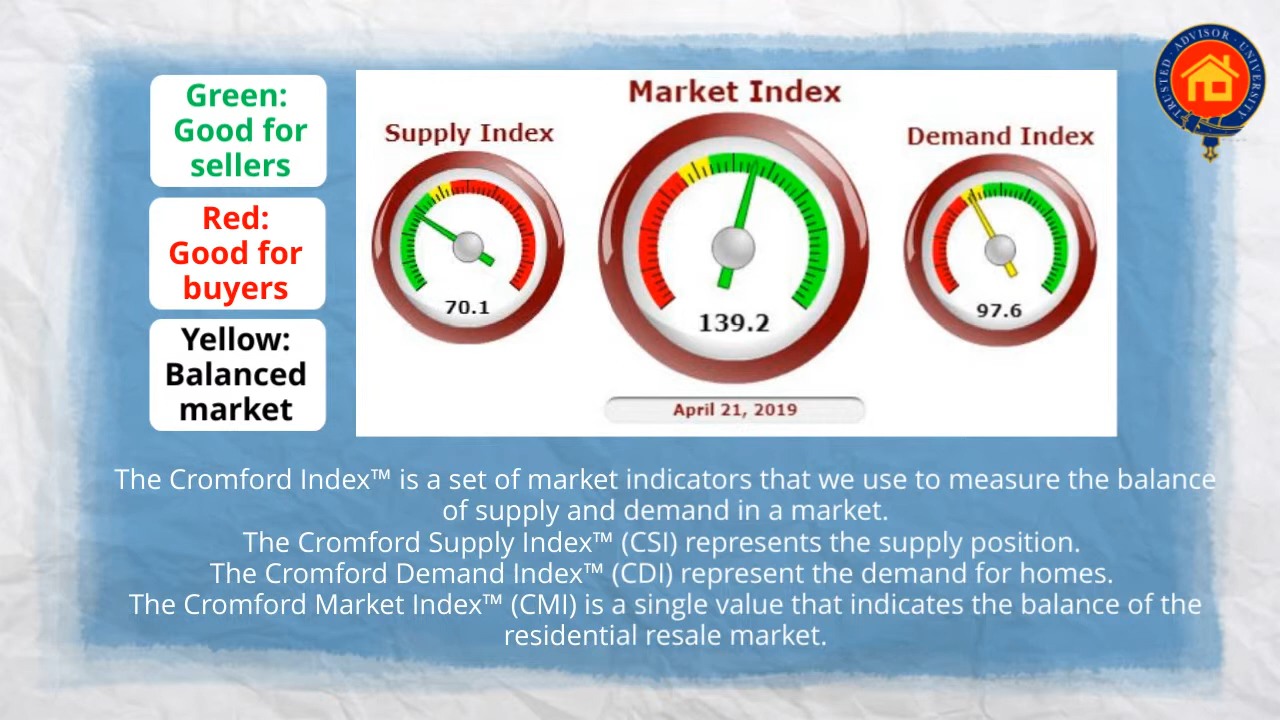 Green:
Good for
sellers
Red:
Good for
buyers
Yellow:
Balanced
market
Market Index
Supply Index
Demand Index
70.1
139.2
97.6
April 21, 2019
TRUSTED · ADVISOR · UNIVERSITY
The Cromford Index™ is a set of market indicators that we use to measure the balance
of supply and demand in a market.
The Cromford Supply Index™ (CSI) represents the supply position.
The Cromford Demand Index™ (CDI) represent the demand for homes.
The Cromford Market Index™ (CMI) is a single value that indicates the balance of the
residential resale market.